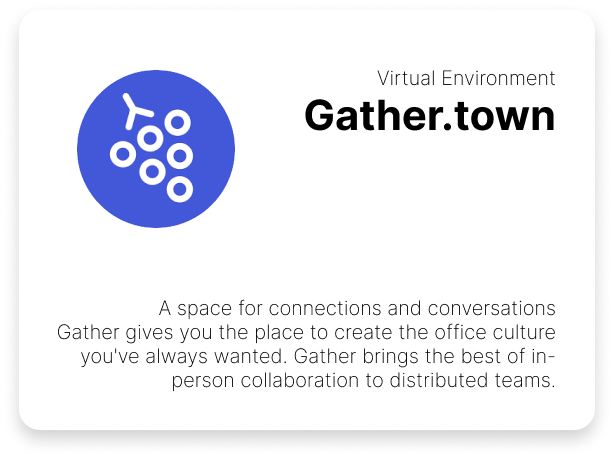 Virtual Environment
Gather.town
A space for connections and conversations
Gather gives you the place to create the office culture
you've always wanted. Gather brings the best of in-
person collaboration to distributed teams.